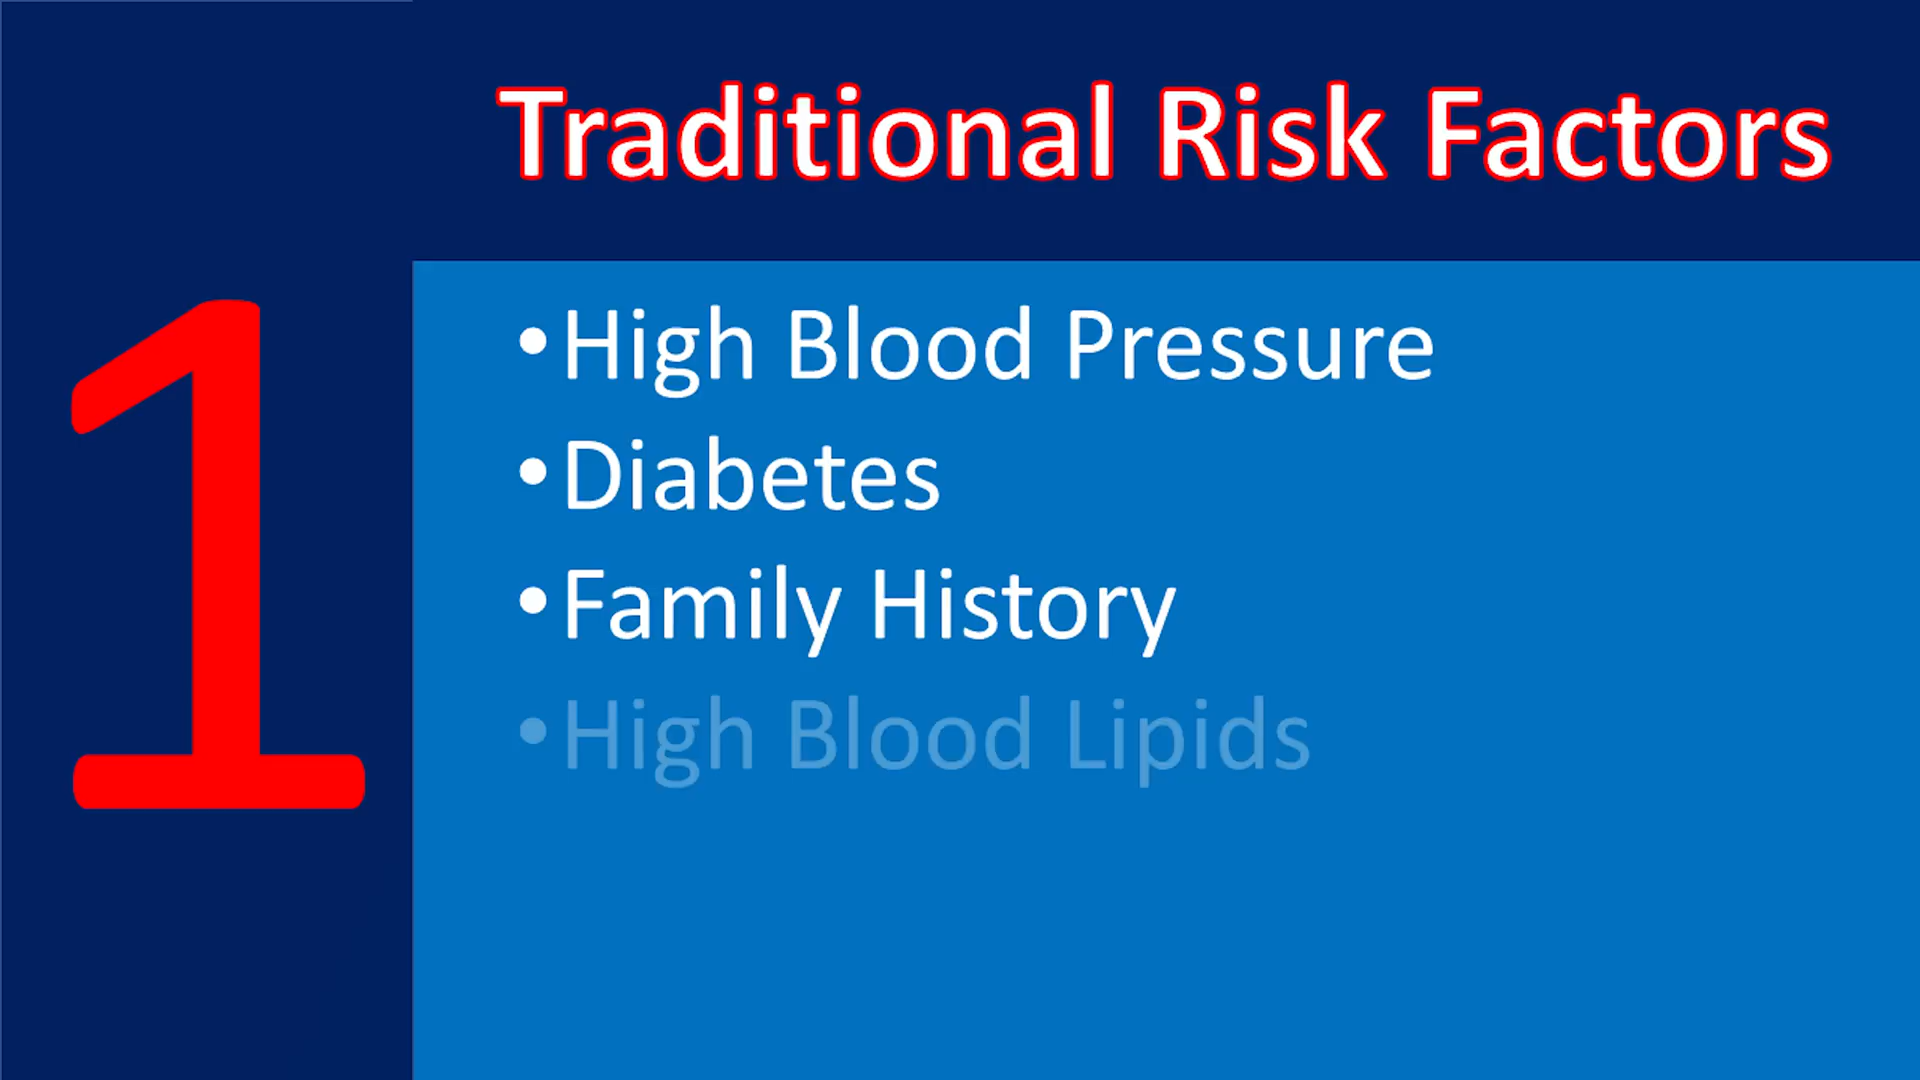 Traditional Risk Factors
1
•High Blood Pressure
•Diabetes
•Family History
•High Blood Lipids